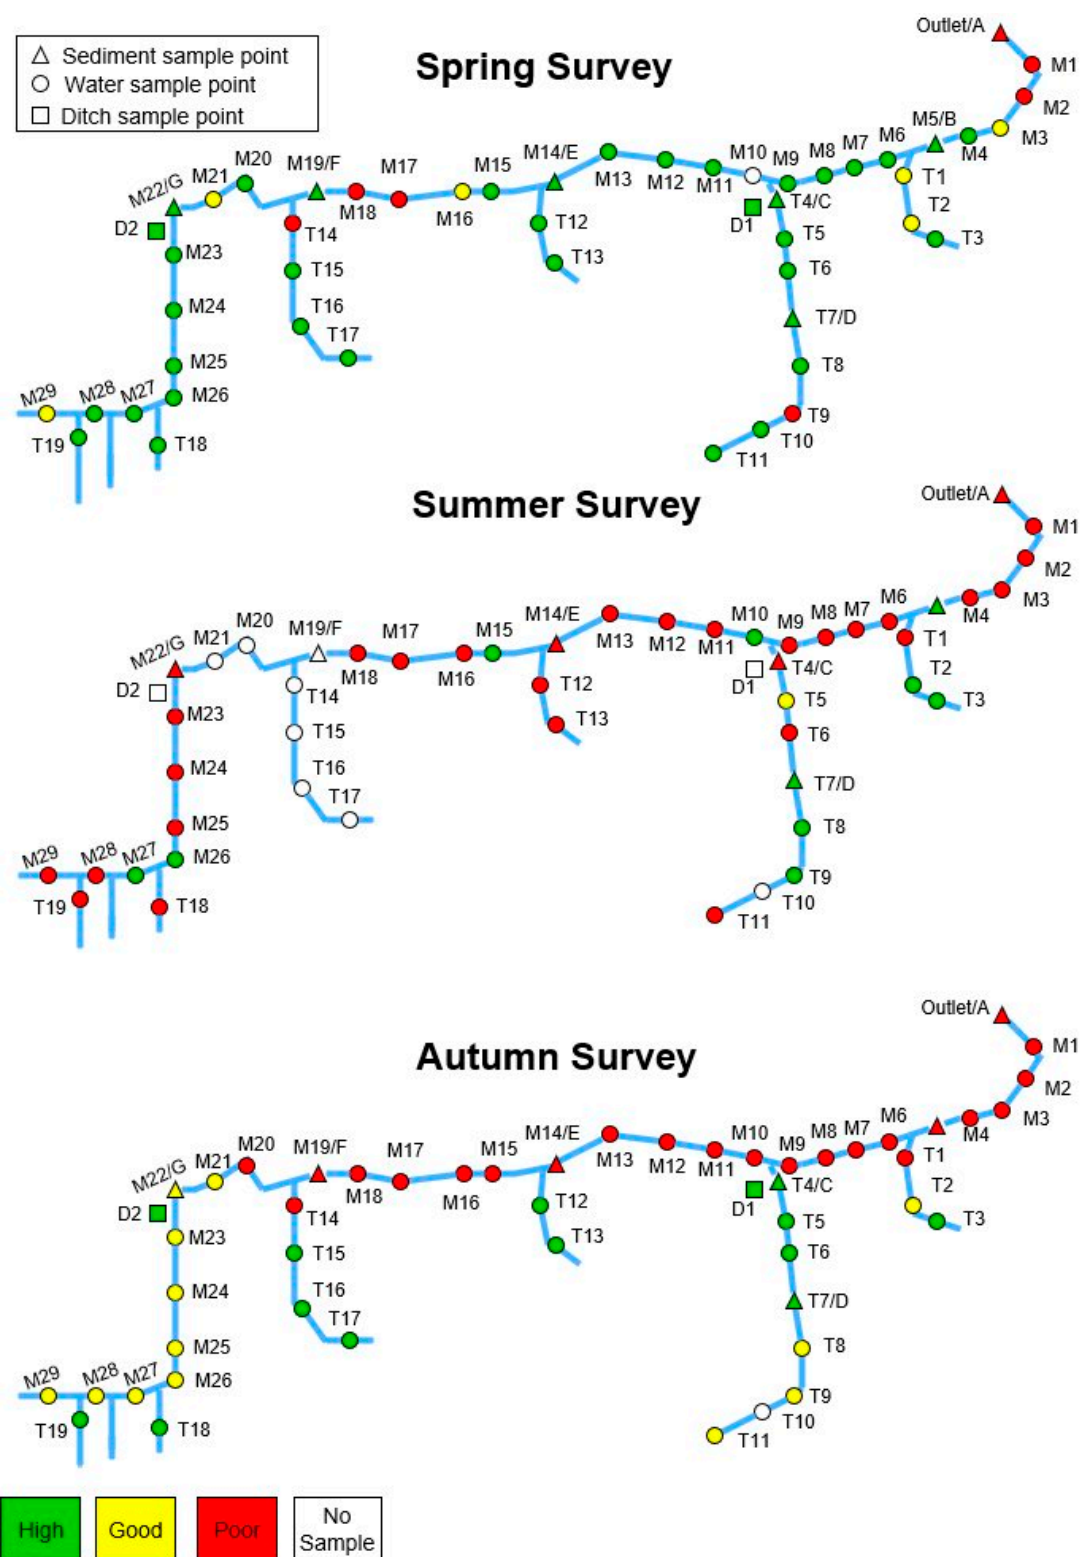 Outlet/A
Sediment sample point
Water sample point
Ditch sample point
Spring Survey
M1
M2
M3
M4
M5/B
M6
M7
M8
M9
M10
M11
M12
M13
M14/E
M15
M16
M17
M18
M19/F
M20
M21
M22/G
T1
T2
T3
T4/C
D1
T5
T6
T7/D
T8
T9
T10
T11
T12
T13
T14
T15
T16
T17
D2
M23
M24
M25
M26
M27
M28
M29
T18
T19
Summer Survey
Outlet/A
M1
M2
M3
M4
M6
M7
M8
M9
M10
M11
M12
M13
M14/E
M15
M16
M17
M18
M19/F
M20
M21
M22/G
T1
T2
T3
T4/C
D1
T5
T6
T7/D
T8
T9
T10
T11
T12
T13
T14
T15
T16
T17
D2
M23
M24
M25
M26
M27
M28
M29
T18
T19
Autumn Survey
Outlet/A
M1
M2
M3
M4
M6
M7
M8
M9
M10
M11
M12
M13
M14/E
M15
M16
M17
M18
M19/F
M20
M21
M22/G
T1
T2
T3
T4/C
D1
T5
T6
T7/D
T8
T9
T10
T11
T12
T13
T14
T15
T16
T17
D2
M23
M24
M25
M26
M27
M28
M29
T18
T19
High
Good
Poor
No
Sample